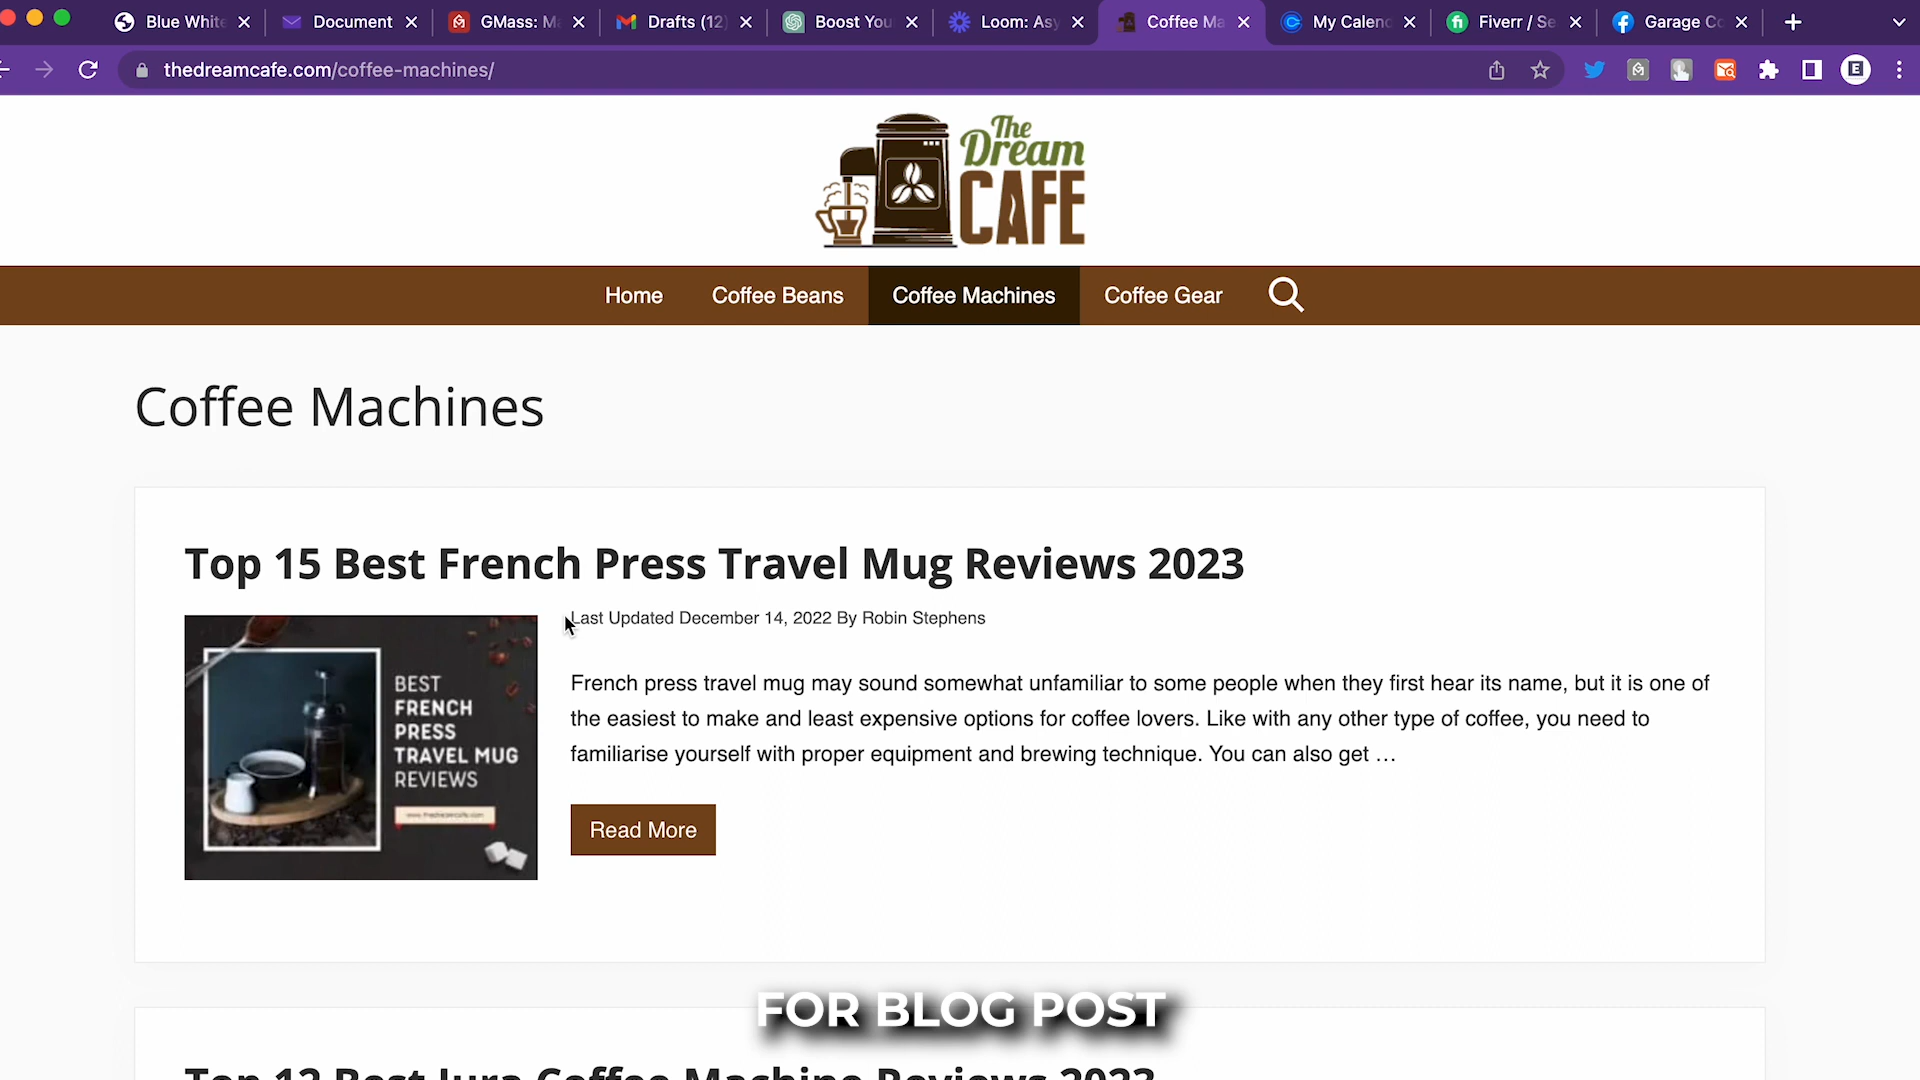 Blue White
Document
GMass: M
Drafts (12)
Boost You
Loom: Asy
Coffee Ma
My Calen
Fiverr / Se
Garage Co
thedreamcafe.com/coffee-machines/
E
The
Dream
CAFE
Home
Coffee Beans
Coffee Machines
Coffee Gear
Coffee Machines
Top 15 Best French Press Travel Mug Reviews 2023
Last Updated December 14, 2022 By Robin Stephens
BEST
FRENCH
PRESS
TRAVEL MUG
REVIEWS
www.thedreamcafe.com
French press travel mug may sound somewhat unfamiliar to some people when they first hear its name, but it is one of
the easiest to make and least expensive options for coffee lovers. Like with any other type of coffee, you need to
familiarise yourself with proper equipment and brewing technique. You can also get …
Read More
FOR BLOG POST
Top 12 Best Jura Coffee Machine Reviews 2023